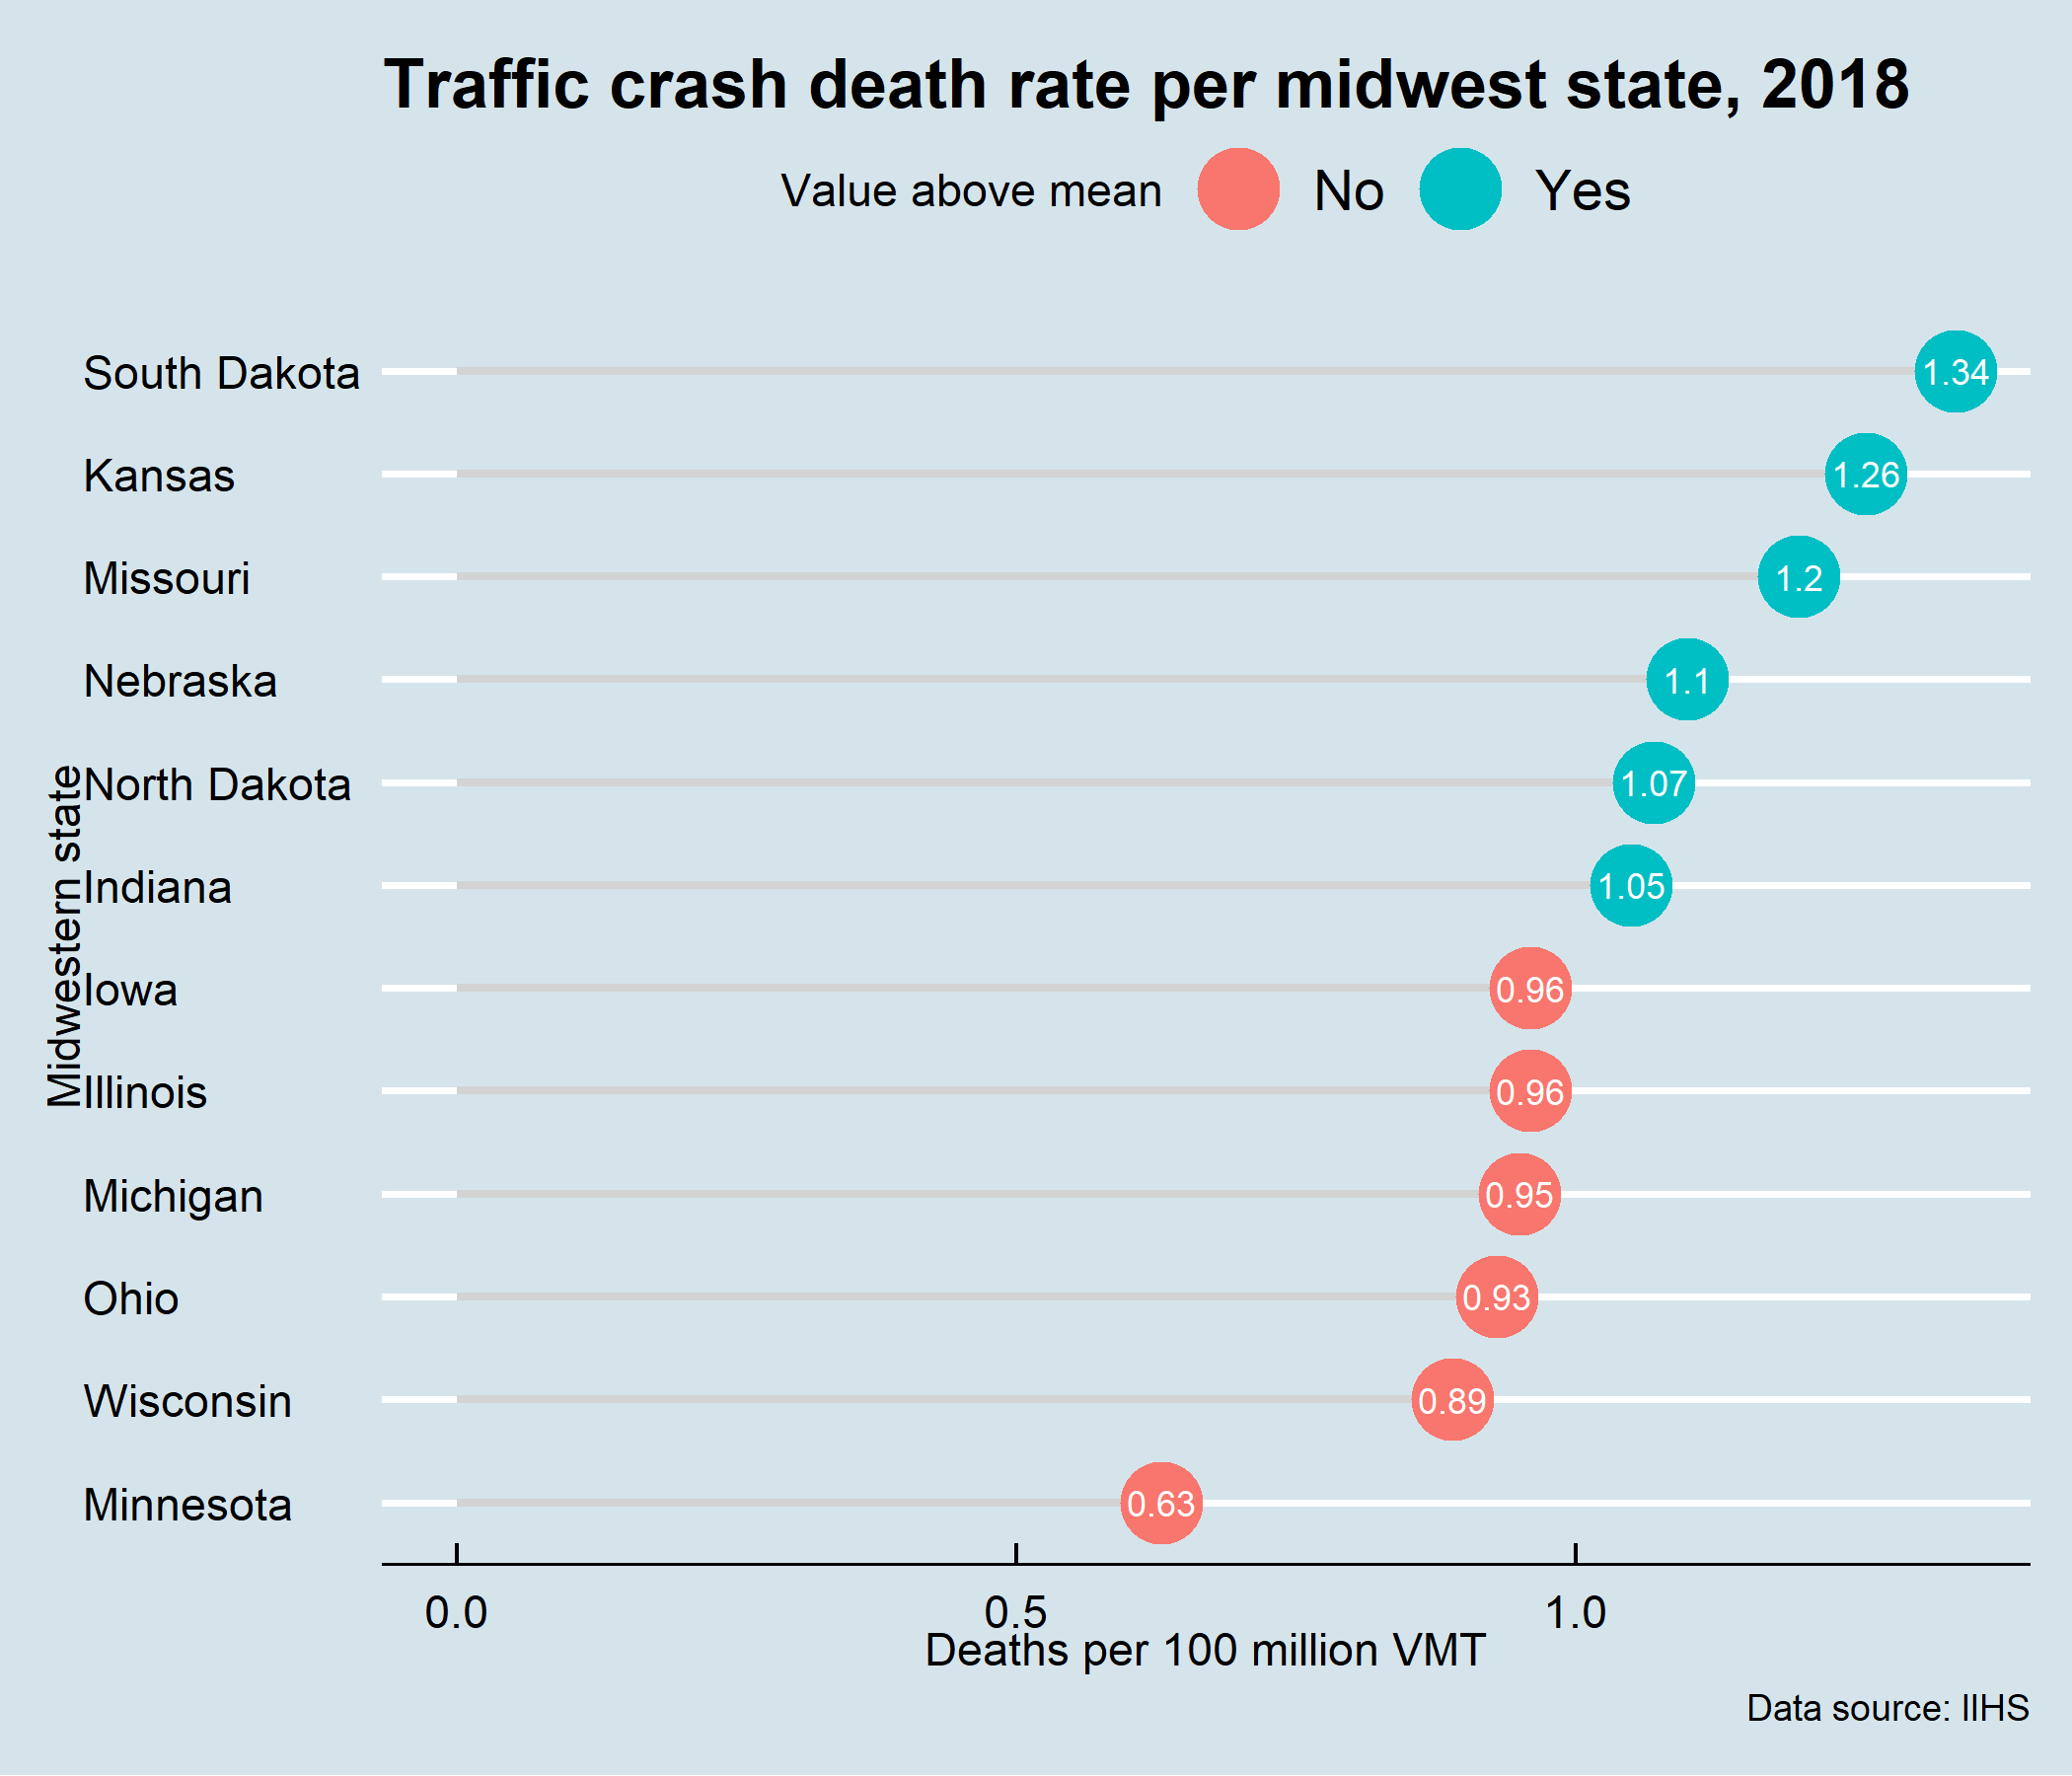 Traffic crash death rate per midwest state, 2018
Value above mean No Yes
South Dakota 1.34
Kansas 1.26
Missouri 1.2
Nebraska 1.1
North Dakota 1.07
Indiana 1.05
Iowa 0.96
Illinois 0.96
Michigan 0.95
Ohio 0.93
Wisconsin 0.89
Minnesota 0.63
Midwestern state
0.0 0.5 1.0
Deaths per 100 million VMT
Data source: IIHS